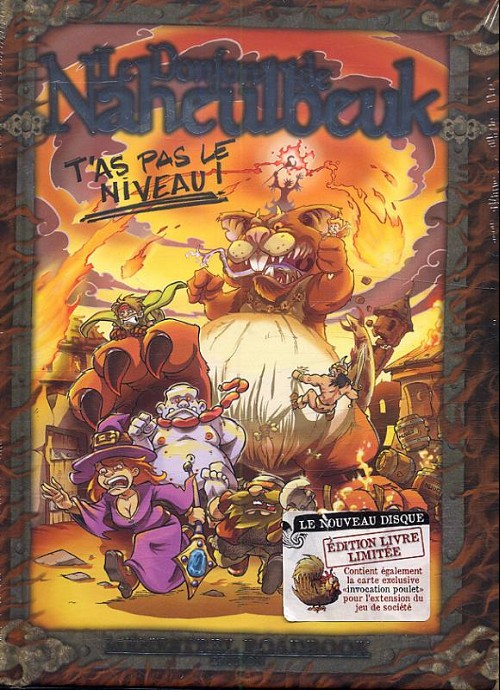 Le Donjon de
Naheulbeuk
T'AS PAS LE
NIVEAU!
LE NOUVEAU DISQUE
ÉDITION LIVRE
LIMITÉE
Contient également
la carte exclusive
«invocation poulet»
pour l'extension du
jeu de société